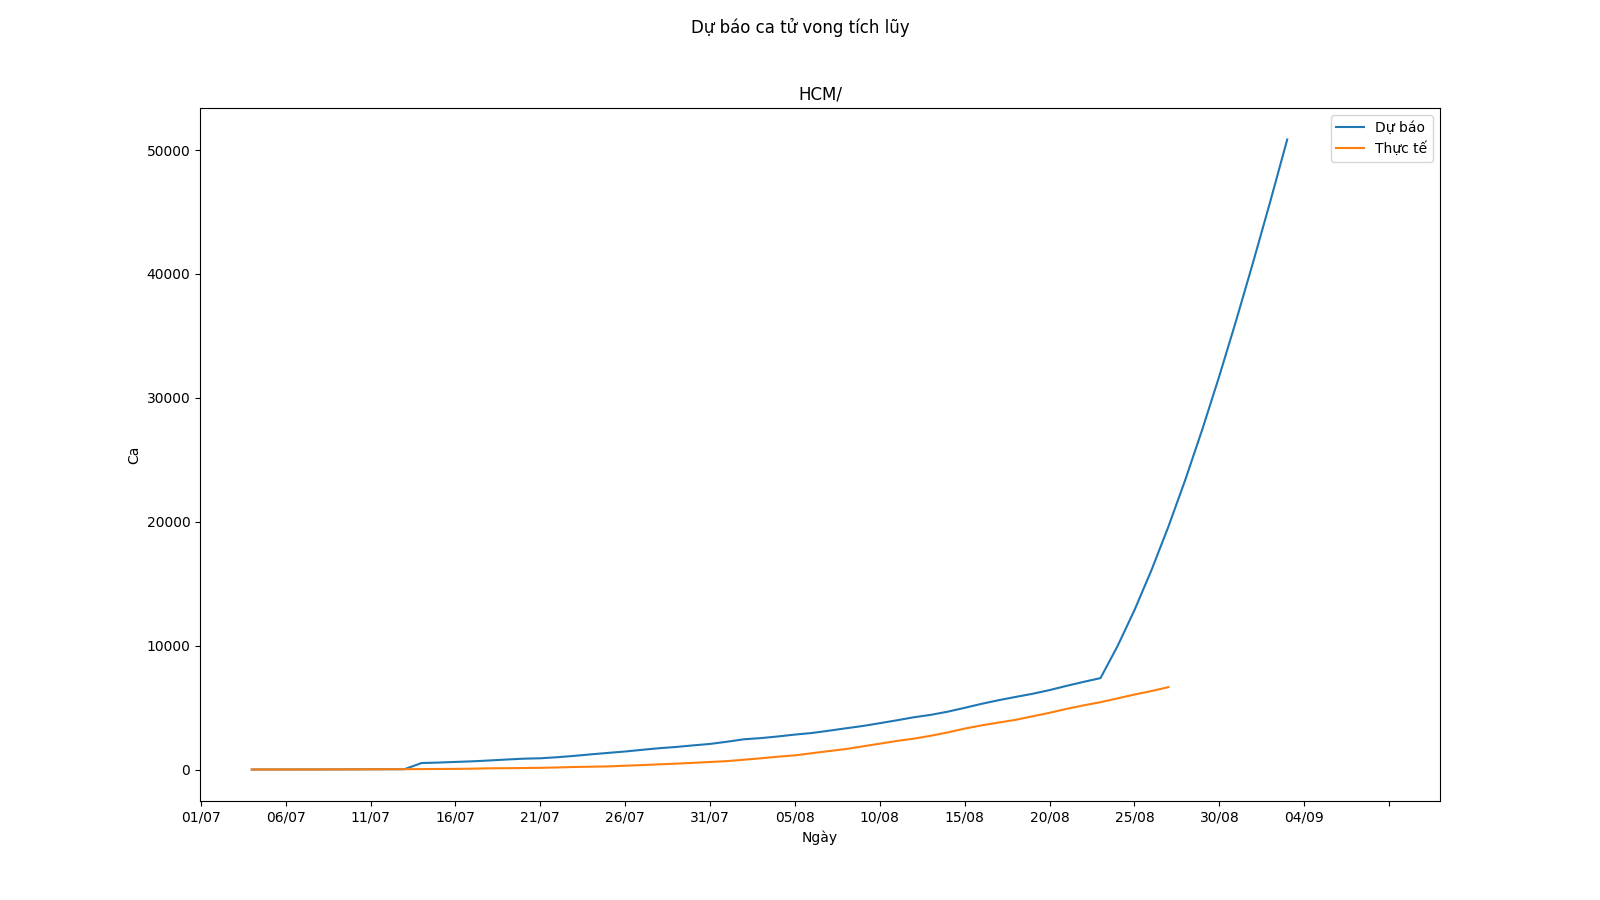 Dự báo ca tử vong tích lũy
HCM/
Dự báo
Thực tế
50000
40000
30000
20000
10000
0
Ca
01/07 06/07 11/07 16/07 21/07 26/07 31/07 05/08 10/08 15/08 20/08 25/08 30/08 04/09
Ngày